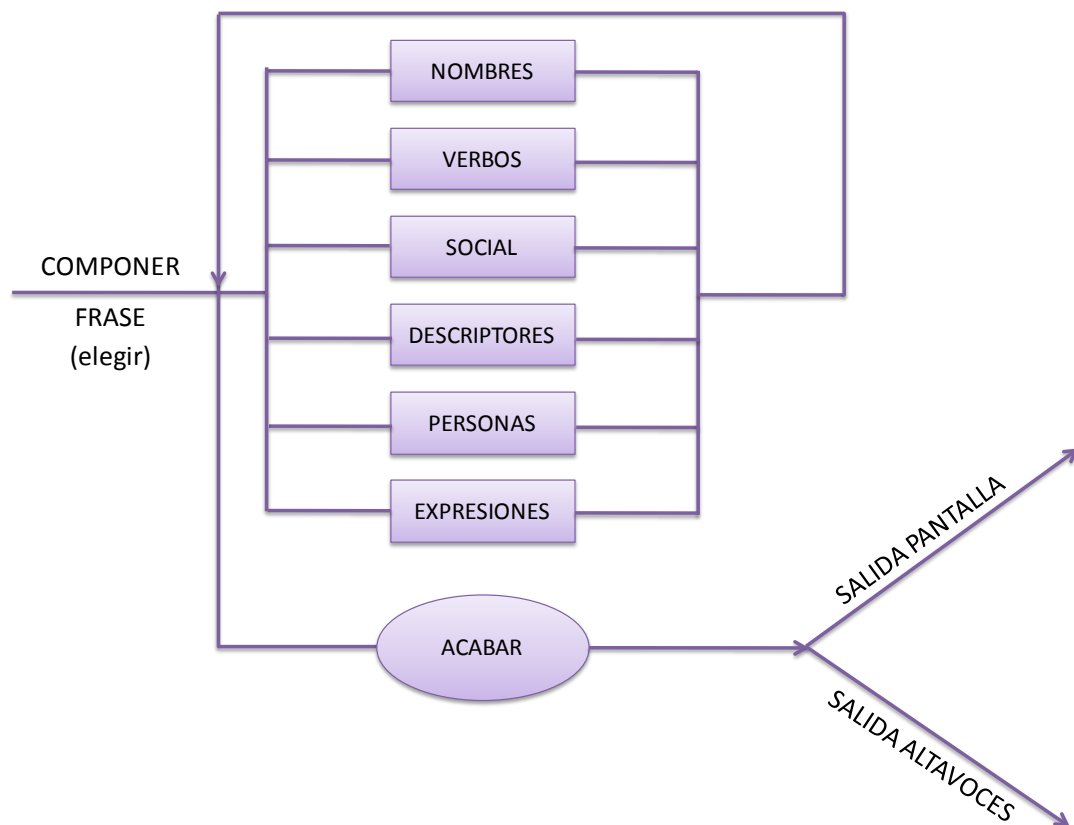 NOMBRES
VERBOS
SOCIAL
COMPONER
FRASE
(elegir)
DESCRIPTORES
PERSONAS
EXPRESIONES
ACABAR
SALIDA PANTALLA
SALIDA ALTAVOCES